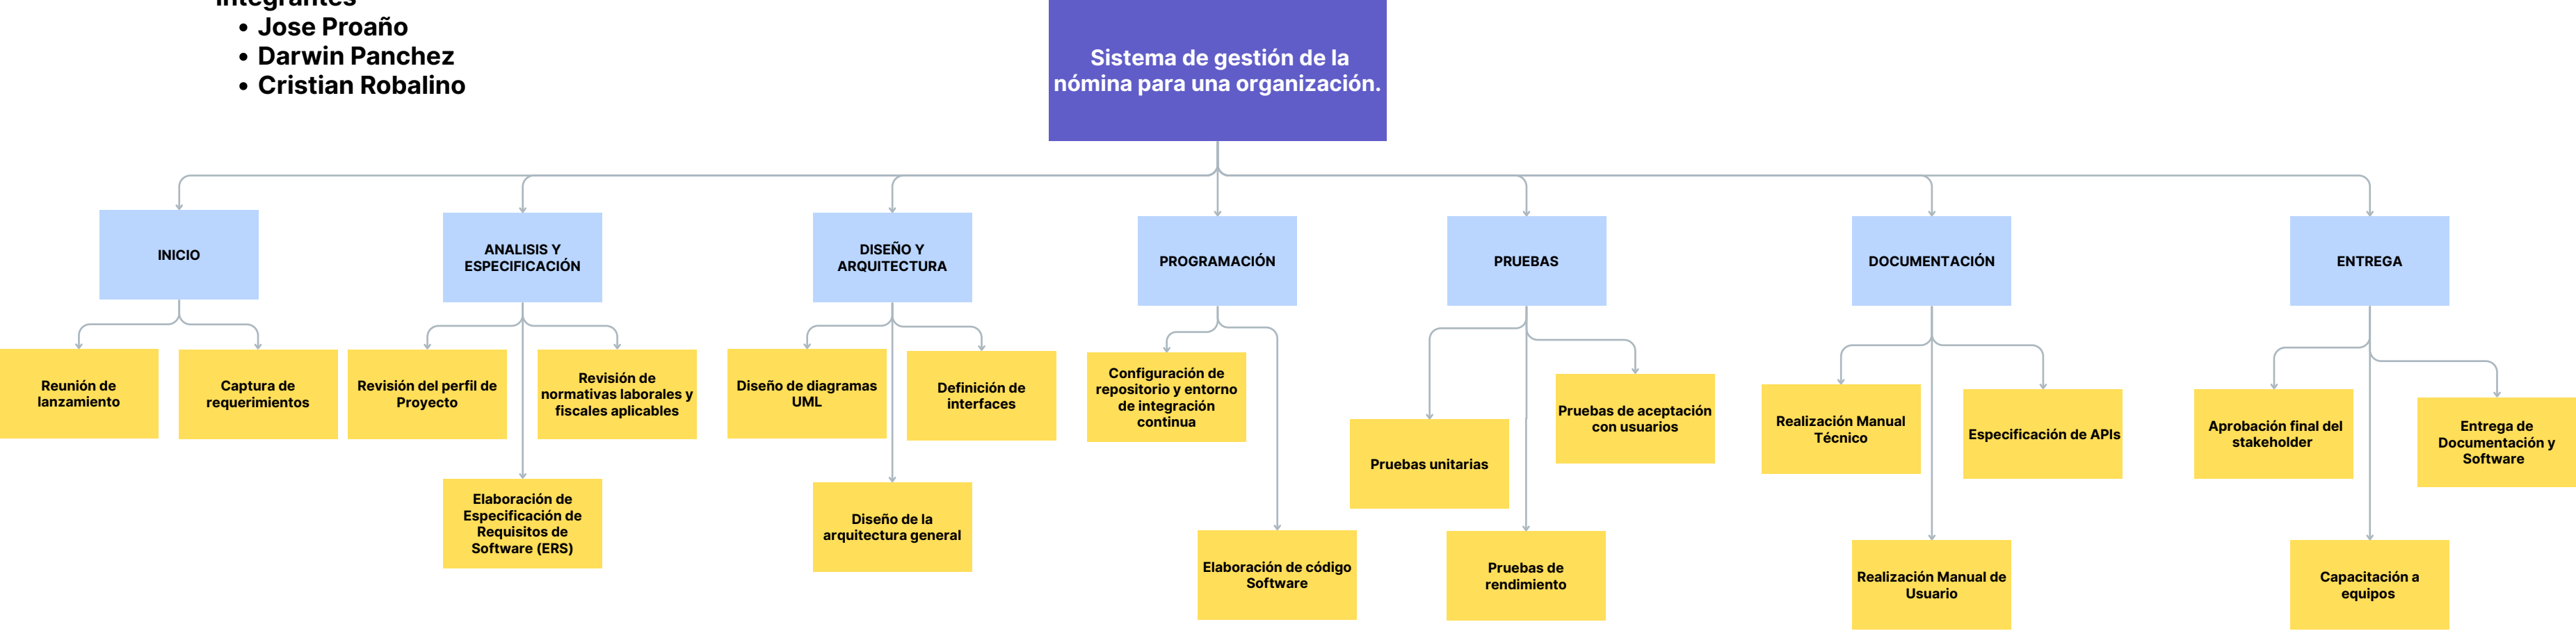 Integrantes
• Jose Proaño
• Darwin Panchez
• Cristian Robalino
Sistema de gestión de la
nómina para una organización.
INICIO
ANALISIS Y
ESPECIFICACIÓN
DISEÑO Y
ARQUITECTURA
PROGRAMACIÓN
PRUEBAS
DOCUMENTACIÓN
ENTREGA
Reunión de
lanzamiento
Captura de
requerimientos
Revisión del perfil de
Proyecto
Revisión de
normativas laborales y
fiscales aplicables
Elaboración de
Especificación de
Requisitos de
Software (ERS)
Diseño de diagramas
UML
Definición de
interfaces
Diseño de la
arquitectura general
Configuración de
repositorio y entorno
de integración
continua
Elaboración de código
Software
Pruebas unitarias
Pruebas de aceptación
con usuarios
Pruebas de
rendimiento
Realización Manual
Técnico
Especificación de APIs
Realización Manual de
Usuario
Aprobación final del
stakeholder
Entrega de
Documentación y
Software
Capacitación a
equipos